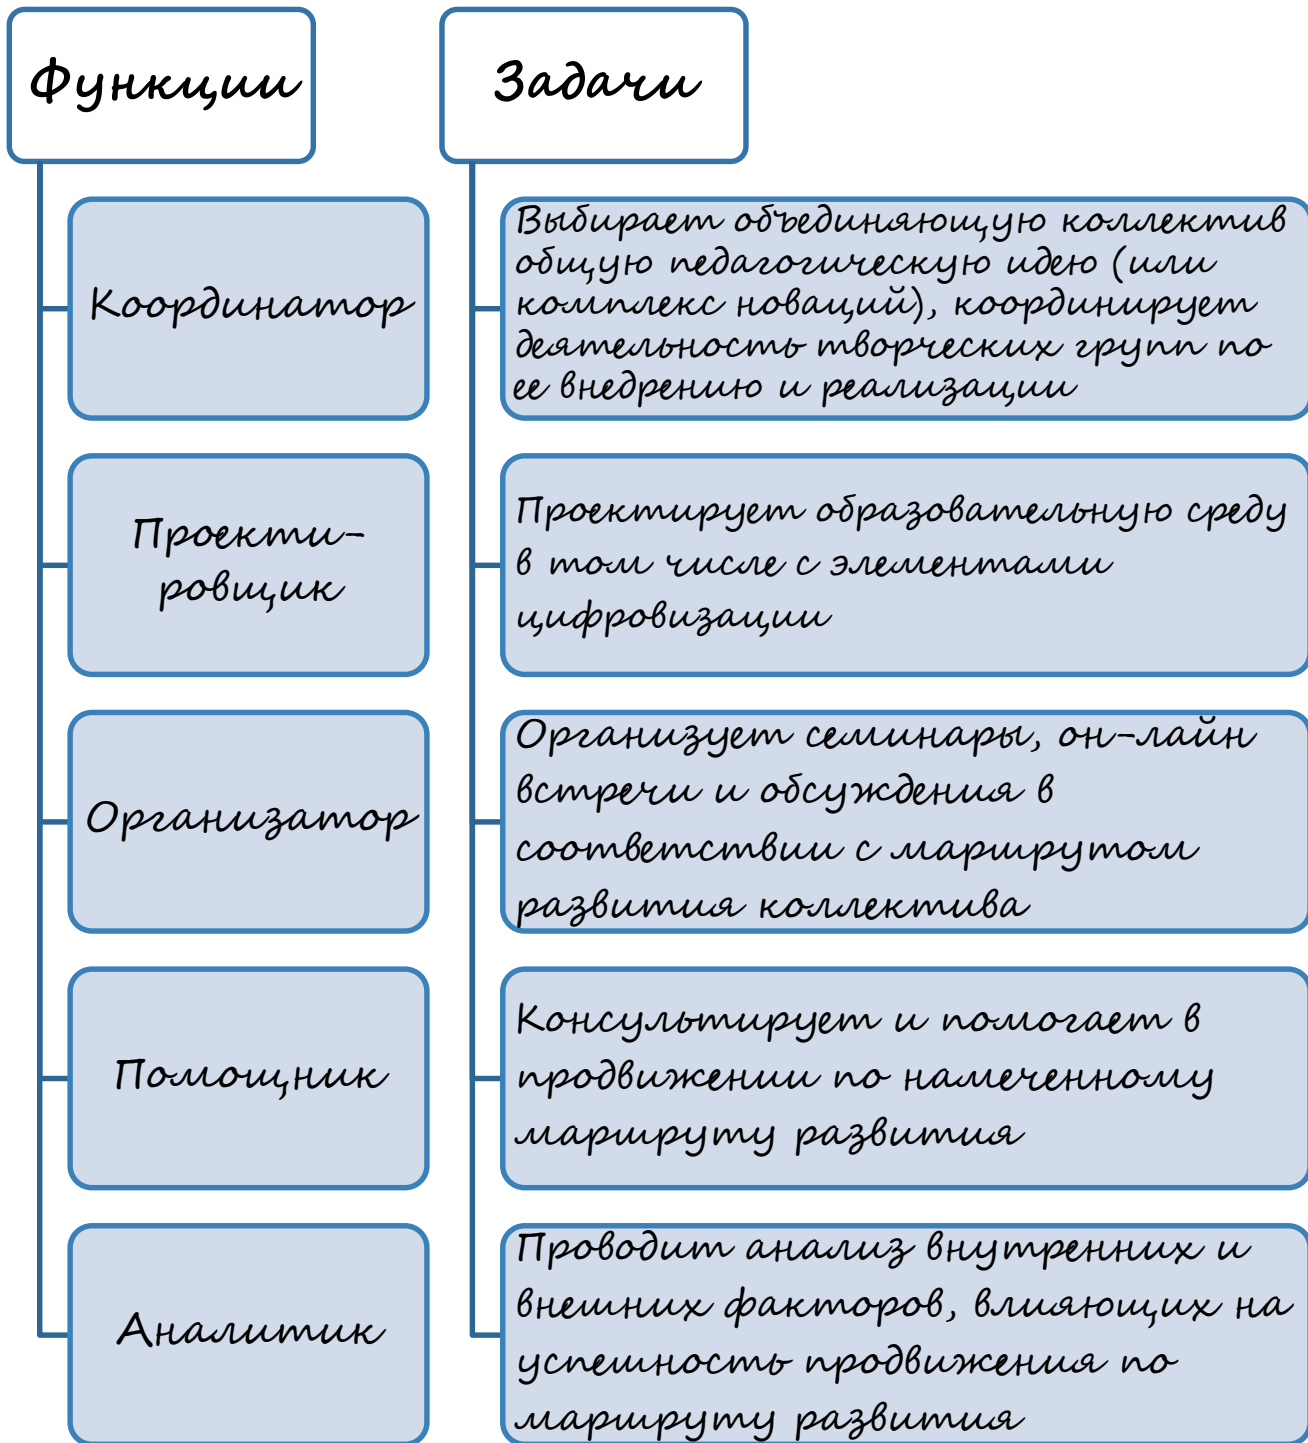 Функции
Задачи
Координатор
Выбирает объединяющую коллектив
общую педагогическую идею (или
комплекс новаций), координирует
деятельность творческих групп по
ее внедрению и реализации
Проекти-
ровщик
Проектирует образовательную среду
в том числе с элементами
цифровизации
Организатор
Организует семинары, он-лайн
встречи и обсуждения в
соответствии с маршрутом
развития коллектива
Помощник
Консультирует и помогает в
продвижении по намеченному
маршруту развития
Аналитик
Проводит анализ внутренних и
внешних факторов, влияющих на
успешность продвижения по
маршруту развития